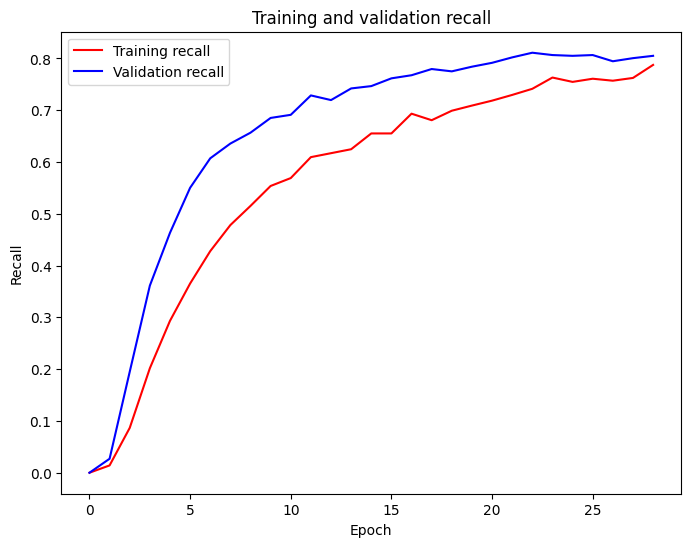 Training and validation recall
Training recall
Validation recall
0.8
0.7
0.6
0.5
0.4
0.3
0.2
0.1
0.0
Recall
0 5 10 15 20 25
Epoch